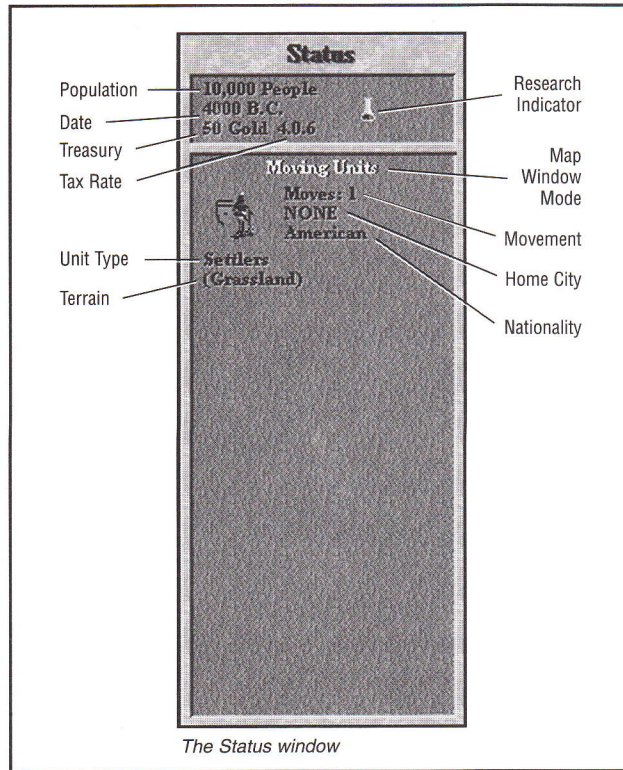 Status
10,000 People
4000 B.C.
50 Gold 4.0.6
Moving Units
Moves: 1
NONE
American
Settlers
(Grassland)
Population
Date
Treasury
Tax Rate
Unit Type
Terrain
Research
Indicator
Map
Window
Mode
Movement
Home City
Nationality
The Status window